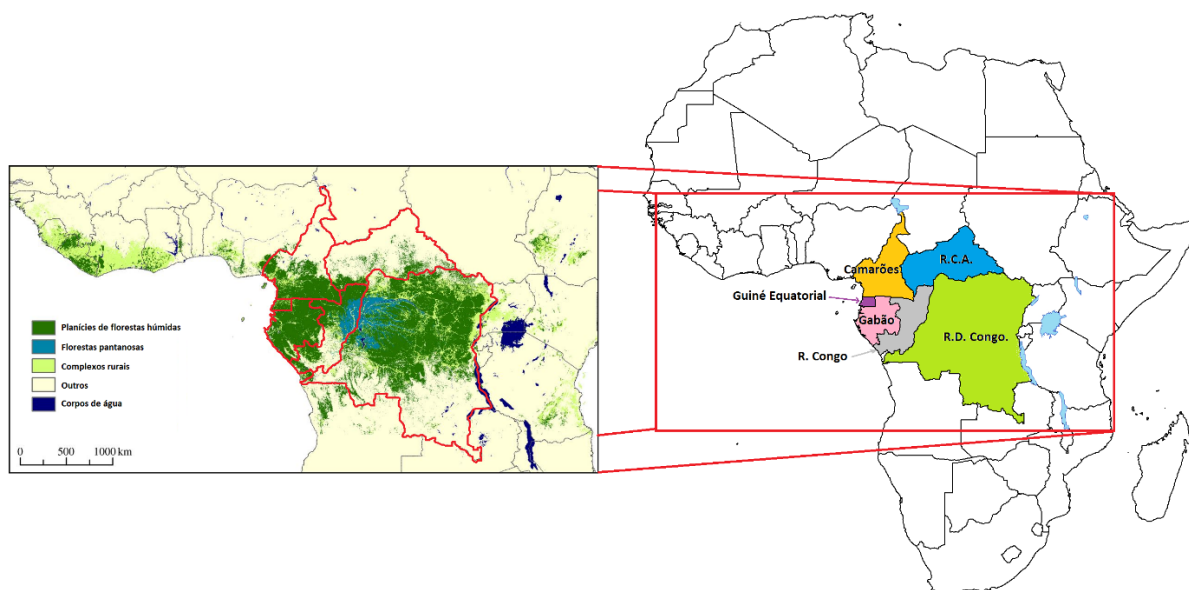 Planícies de florestas húmidas
Florestas pantanosas
Complexos rurais
Outros
Corpos de água
0 500 1000 km
Camarões
R.C.A.
Guiné Equatorial
Gabão
R. Congo
R.D. Congo.